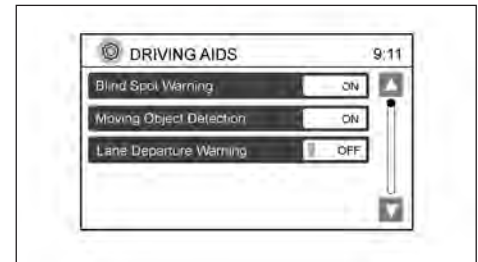 DRIVING AIDS 9:11
Blind Spot Warning ON
Moving Object Detection ON
Lane Departure Warning OFF